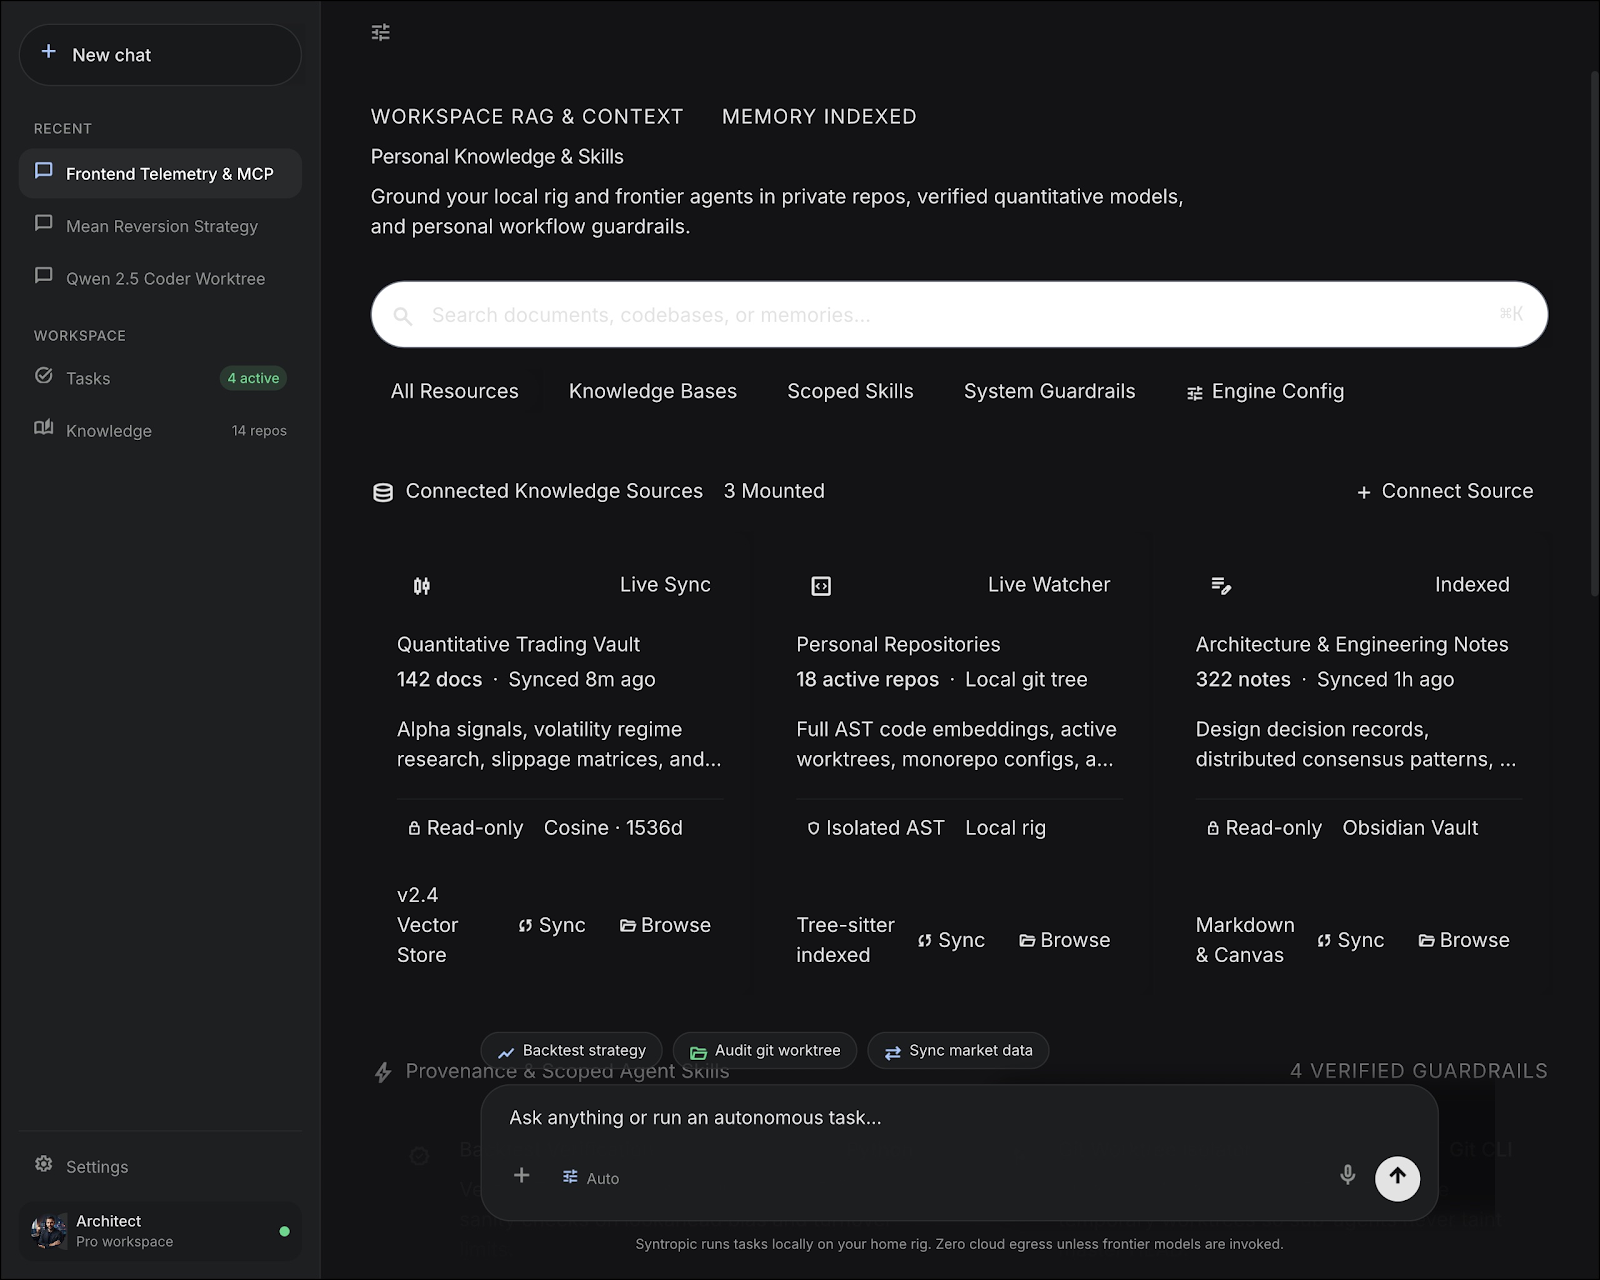 New chat
RECENT
Frontend Telemetry & MCP
Mean Reversion Strategy
Qwen 2.5 Coder Worktree
WORKSPACE
Tasks
4 active
Knowledge
14 repos
Settings
Architect
Pro workspace
WORKSPACE RAG & CONTEXT MEMORY INDEXED
Personal Knowledge & Skills
Ground your local rig and frontier agents in private repos, verified quantitative models,
and personal workflow guardrails.
Search documents, codebases, or memories...
⌘K
All Resources Knowledge Bases Scoped Skills System Guardrails Engine Config
Connected Knowledge Sources 3 Mounted
+ Connect Source
Live Sync
Quantitative Trading Vault
142 docs · Synced 8m ago
Alpha signals, volatility regime
research, slippage matrices, and...
Read-only Cosine · 1536d
v2.4
Vector
Store
Sync Browse
Live Watcher
Personal Repositories
18 active repos · Local git tree
Full AST code embeddings, active
worktrees, monorepo configs, a...
Isolated AST Local rig
Tree-sitter
indexed
Sync Browse
Indexed
Architecture & Engineering Notes
322 notes · Synced 1h ago
Design decision records,
distributed consensus patterns, ...
Read-only Obsidian Vault
Markdown
& Canvas
Sync Browse
Backtest strategy Audit git worktree Sync market data
Provenance & Scoped Agent Skills
4 VERIFIED GUARDRAILS
Git CLI
Ask anything or run an autonomous task...
Auto
Syntropic runs tasks locally on your home rig. Zero cloud egress unless frontier models are invoked.